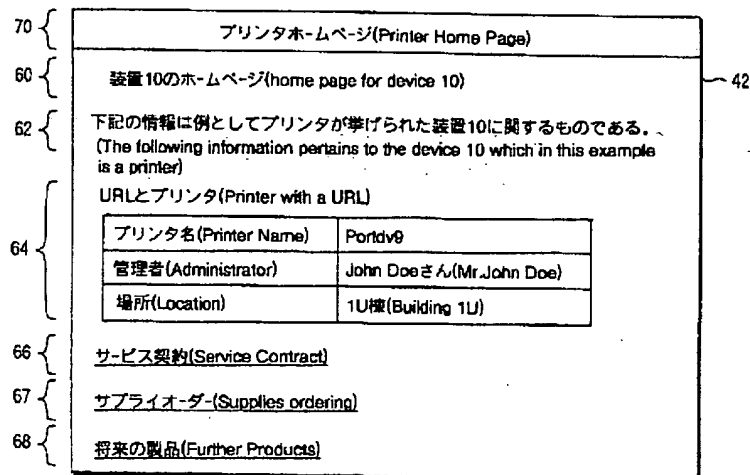 70 プリンタホームページ(Printer Home Page)
60 装置10のホームページ(home page for device 10) 42
62 下記の情報は例としてプリンタが挙げられた装置10に関するものである。
(The following information pertains to the device 10 which in this example
is a printer)
URLとプリンタ(Printer with a URL)
64
プリンタ名(Printer Name) Portdv9
管理者(Administrator) John Doeさん(Mr.John Doe)
場所(Location) 1U棟(Building 1U)
66 サービス契約(Service Contract)
67 サプライオーダー(Supplies ordering)
68 将来の製品(Further Products)